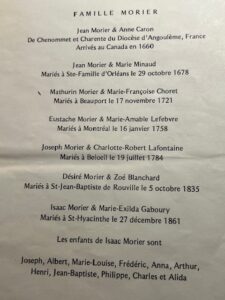 FAMILLE MORIER
Jean Morier & Anne Caron
De Chenommet et Charente du Diocèse d'Angoulême, France
Arrivés au Canada en 1660
Jean Morier & Marie Minaud
Mariés à Ste-Famille d'Orléans le 29 octobre 1678
Mathurin Morier & Marie-Françoise Choret
Mariés à Beauport le 17 novembre 1721
Eustache Morier & Marie-Amable Lefebvre
Mariés à Montréal le 16 janvier 1758
Joseph Morier & Charlotte-Robert Lafontaine
Mariés à Beloeil le 19 juillet 1784
Désiré Morier & Zoé Blanchard
Mariés à St-Jean-Baptiste de Rouville le 5 octobre 1835
Isaac Morier & Marie-Exilda Gaboury
Mariés à St-Hyacinthe le 27 décembre 1861
Les enfants de Isaac Morier sont
Joseph, Albert, Marie-Louise, Frédéric, Anna, Arthur,
Henri, Jean-Baptiste, Philippe, Charles et Alida